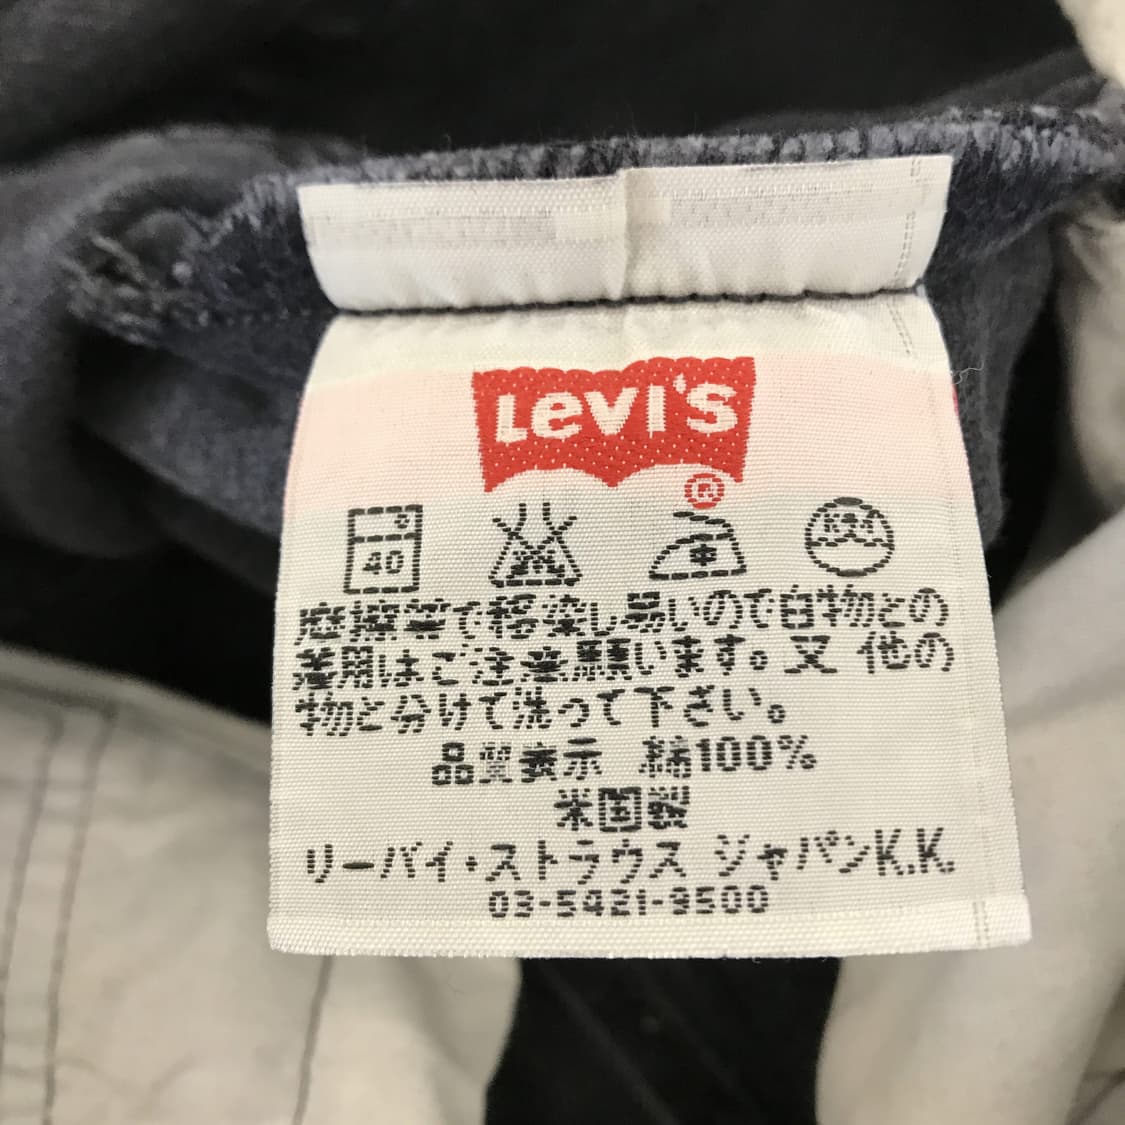 Levi's
®
40
摩擦等で移染し易いので白物との
着用はご注意願います。又 他の
物と分けて洗って下さい。
品質表示 綿100%
米国製
リーバイ・ストラウス ジャパンK.K.
03-5421-9500